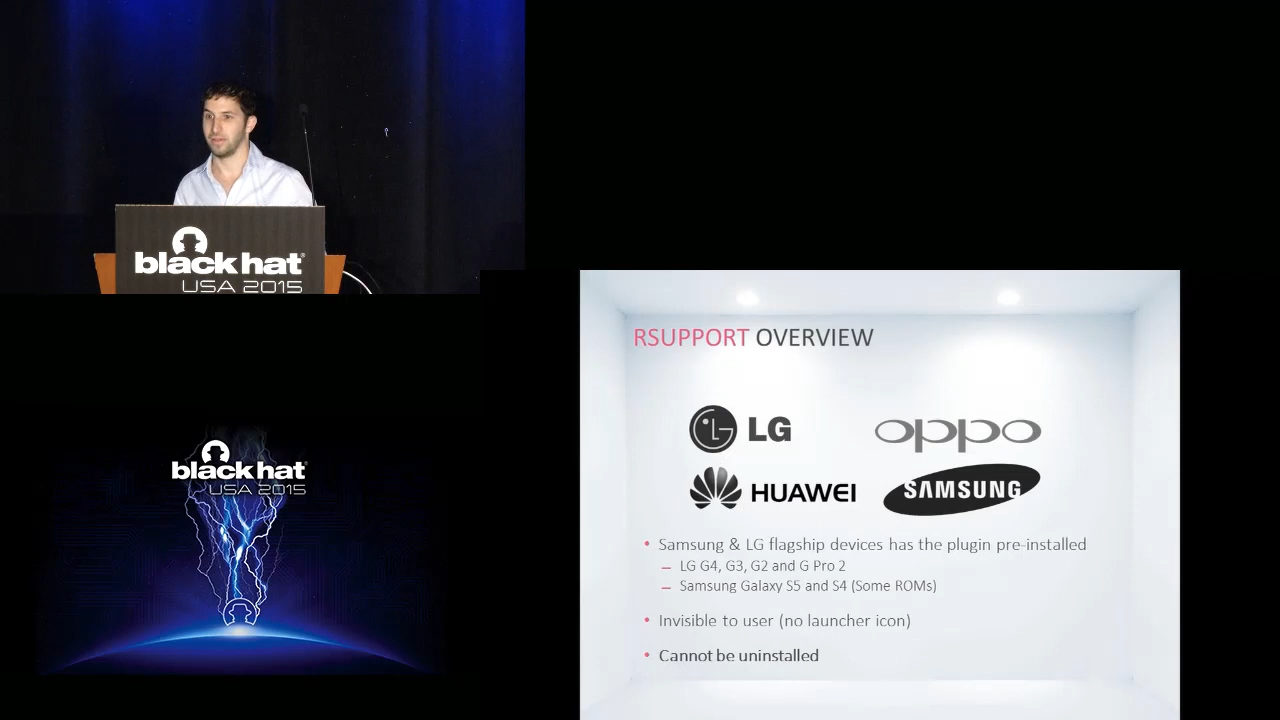 black hat
USA 2015
black hat
USA 2015
RSUPPORT OVERVIEW
LG
oppo
HUAWEI
SAMSUNG
• Samsung & LG flagship devices has the plugin pre-installed
– LG G4, G3, G2 and G Pro 2
– Samsung Galaxy S5 and S4 (Some ROMs)
• Invisible to user (no launcher icon)
• Cannot be uninstalled